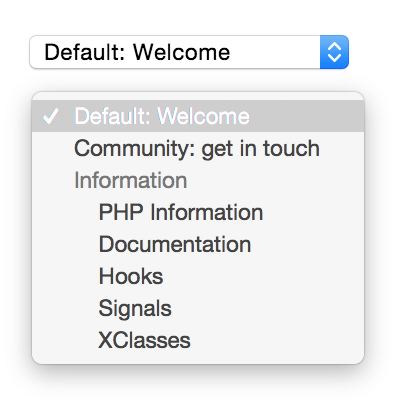 Default: Welcome
Default: Welcome
Community: get in touch
Information
PHP Information
Documentation
Hooks
Signals
XClasses